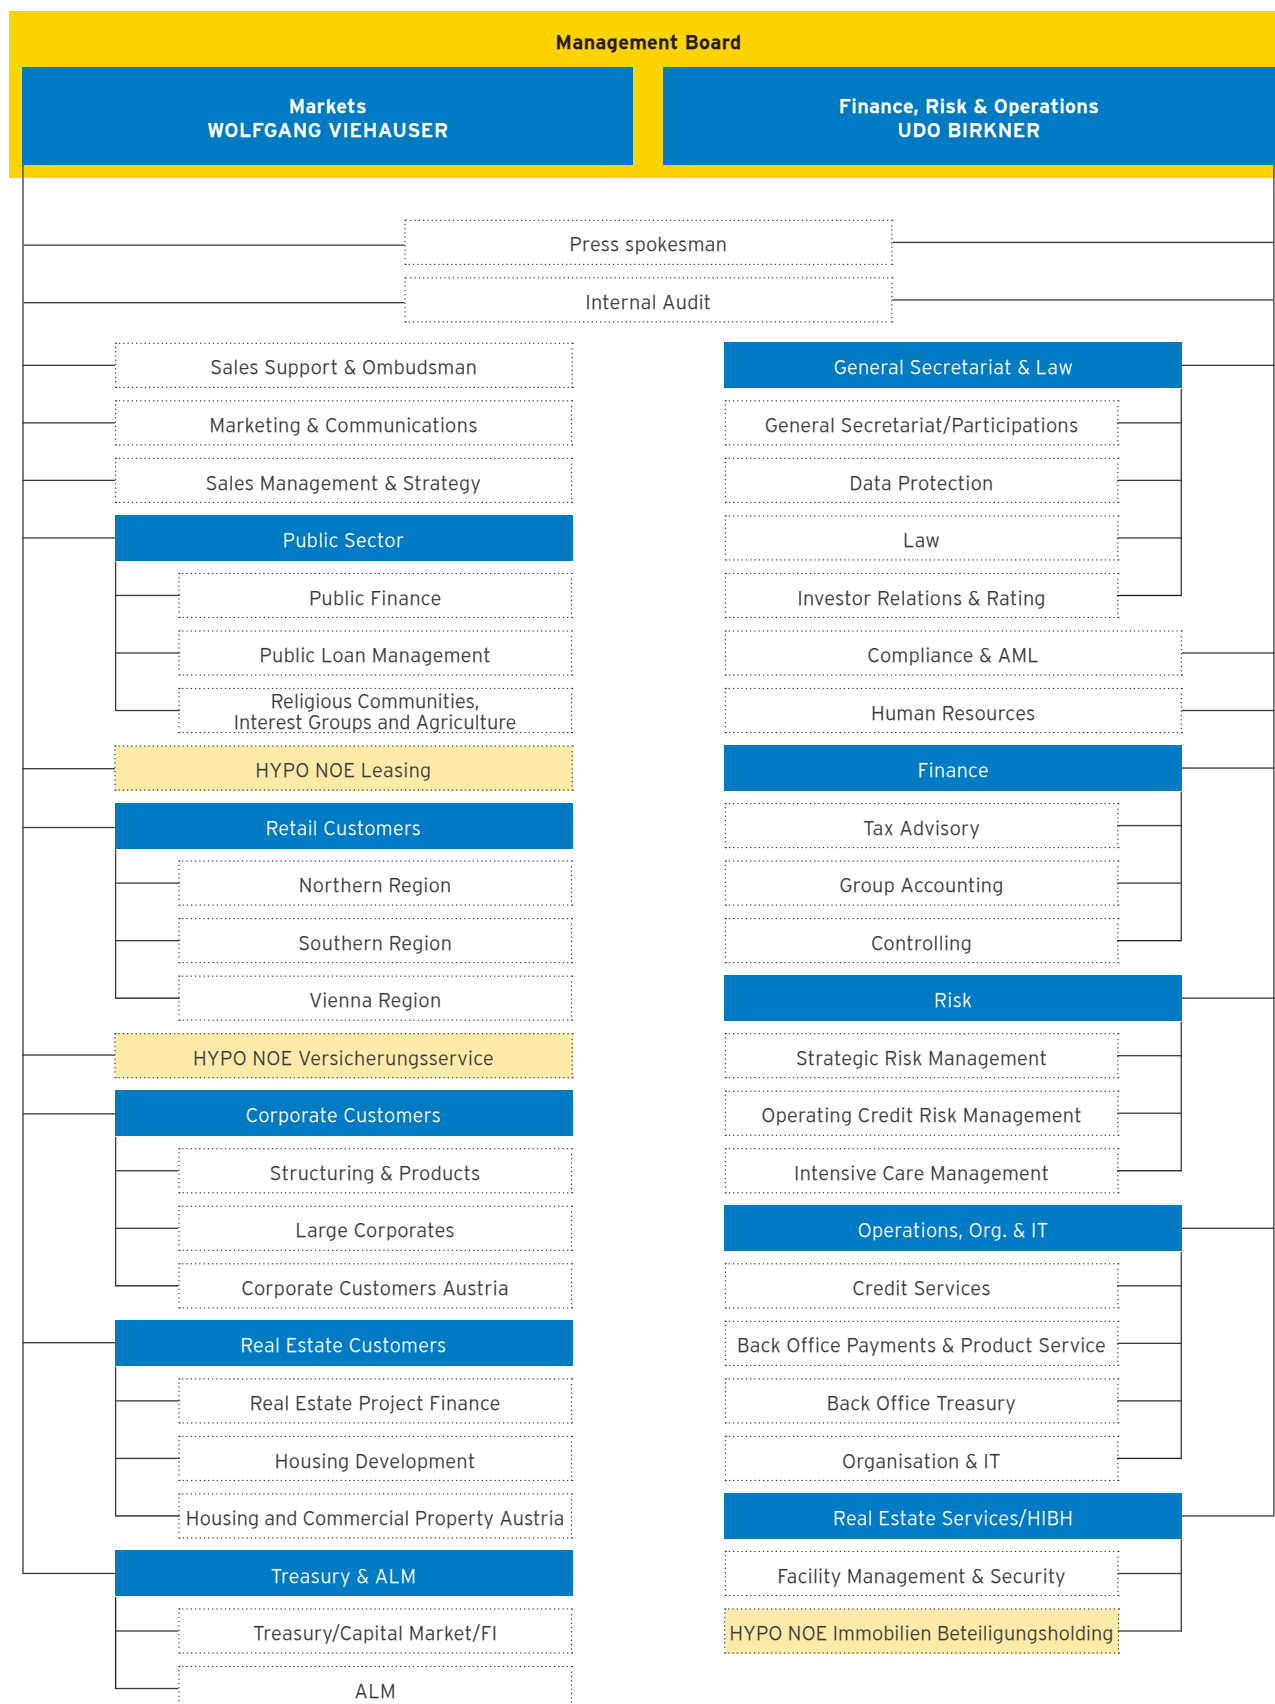 Management Board
Markets
WOLFGANG VIEHAUSER
Finance, Risk & Operations
UDO BIRKNER
Press spokesman
Internal Audit
Sales Support & Ombudsman
Marketing & Communications
Sales Management & Strategy
Public Sector
Public Finance
Public Loan Management
Religious Communities,
Interest Groups and Agriculture
HYPO NOE Leasing
Retail Customers
Northern Region
Southern Region
Vienna Region
HYPO NOE Versicherungsservice
Corporate Customers
Structuring & Products
Large Corporates
Corporate Customers Austria
Real Estate Customers
Real Estate Project Finance
Housing Development
Housing and Commercial Property Austria
Treasury & ALM
Treasury/Capital Market/FI
ALM
General Secretariat & Law
General Secretariat/Participations
Data Protection
Law
Investor Relations & Rating
Compliance & AML
Human Resources
Finance
Tax Advisory
Group Accounting
Controlling
Risk
Strategic Risk Management
Operating Credit Risk Management
Intensive Care Management
Operations, Org. & IT
Credit Services
Back Office Payments & Product Service
Back Office Treasury
Organisation & IT
Real Estate Services/HIBH
Facility Management & Security
HYPO NOE Immobilien Beteiligungsholding